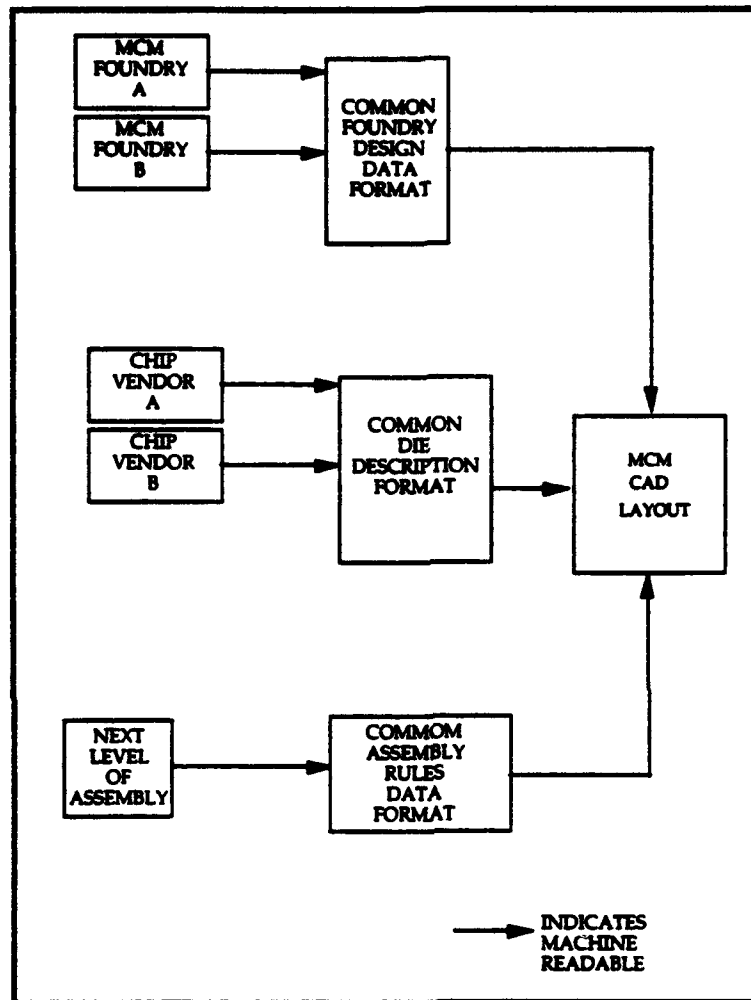 MCM
FOUNDRY
A
MCM
FOUNDRY
B
COMMON
FOUNDRY
DESIGN
DATA
FORMAT
CHIP
VENDOR
A
CHIP
VENDOR
B
COMMON
DIE
DESCRIPTION
FORMAT
MCM
CAD
LAYOUT
NEXT
LEVEL
OF
ASSEMBLY
COMMOM
ASSEMBLY
RULES
DATA
FORMAT
INDICATES
MACHINE
READABLE